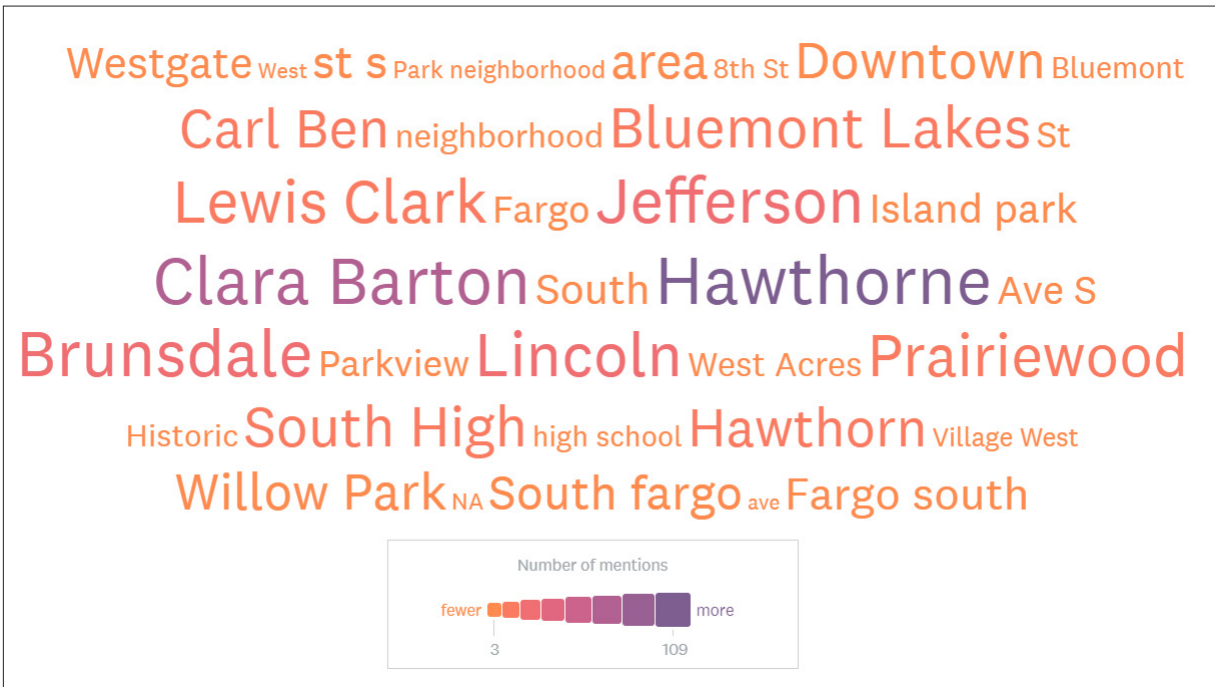 Westgate West st s Park neighborhood area 8th St Downtown Bluemont
Carl Ben neighborhood Bluemont Lakes St
Lewis Clark Fargo Jefferson Island park
Clara Barton South Hawthorne Ave S
Brunsdale Parkview Lincoln West Acres Prairiewood
Historic South High high school Hawthorn Village West
Willow Park NA South fargo ave Fargo south
Number of mentions
fewer more
3 109